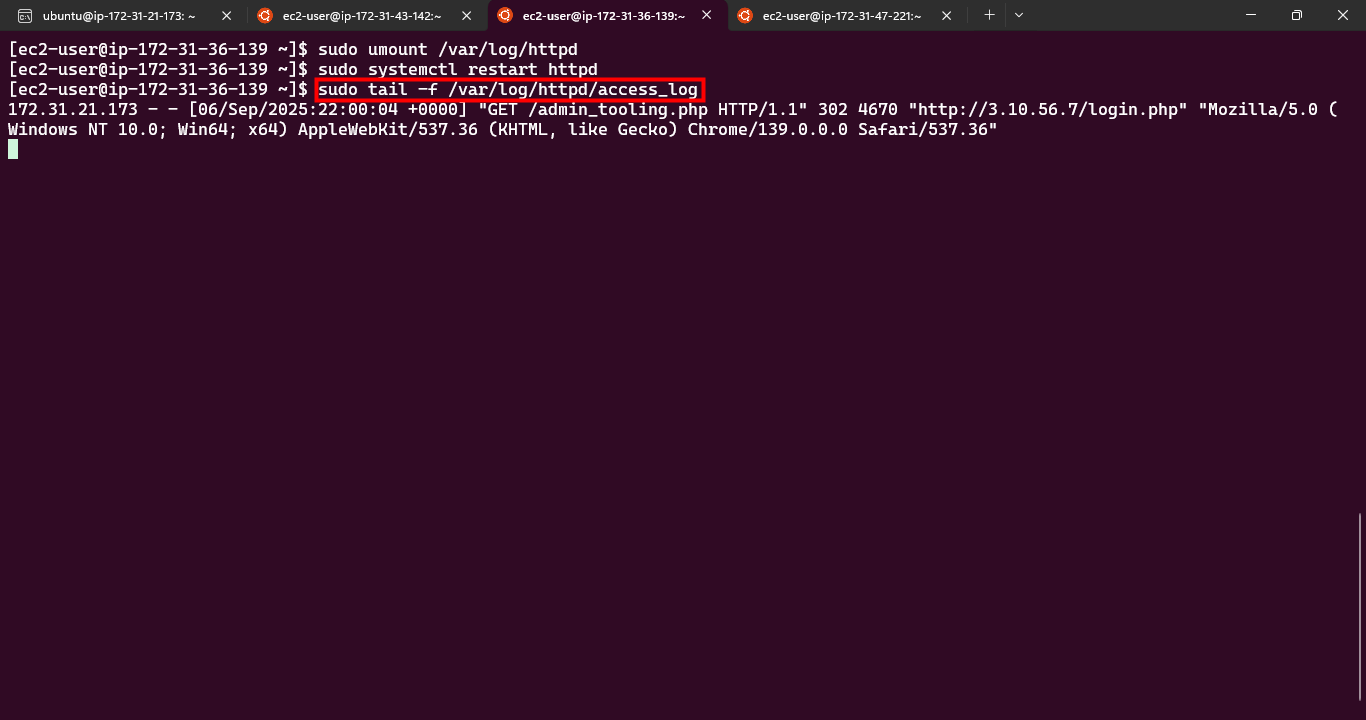 ubuntu@ip-172-31-21-173: ~
ec2-user@ip-172-31-43-142:~
ec2-user@ip-172-31-36-139:~
ec2-user@ip-172-31-47-221:~
[ec2-user@ip-172-31-36-139 ~]$ sudo umount /var/log/httpd
[ec2-user@ip-172-31-36-139 ~]$ sudo systemctl restart httpd
[ec2-user@ip-172-31-36-139 ~]$ sudo tail -f /var/log/httpd/access_log
172.31.21.173 - - [06/Sep/2025:22:00:04 +0000] "GET /admin_tooling.php HTTP/1.1" 302 4670 "http://3.10.56.7/login.php" "Mozilla/5.0 (
Windows NT 10.0; Win64; x64) AppleWebKit/537.36 (KHTML, like Gecko) Chrome/139.0.0.0 Safari/537.36"